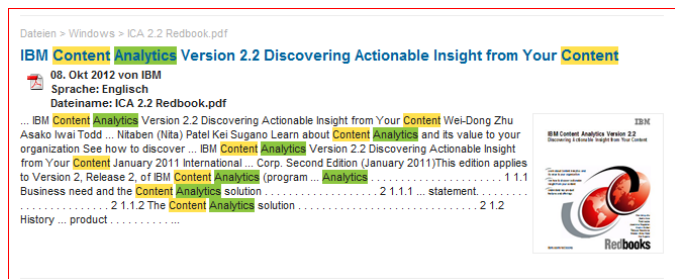 Dateien > Windows > ICA 2.2 Redbook.pdf
IBM Content Analytics Version 2.2 Discovering Actionable Insight from Your Content
08. Okt 2012 von IBM
Sprache: Englisch
Dateiname: ICA 2.2 Redbook.pdf
... IBM Content Analytics Version 2.2 Discovering Actionable Insight from Your Content Wei-Dong Zhu
Asako Iwai Todd ... Nitaben (Nita) Patel Kei Sugano Learn about Content Analytics and its value to your
organization See how to discover ... IBM Content Analytics Version 2.2 Discovering Actionable Insight
from Your Content January 2011 International ... Corp. Second Edition (January 2011)This edition applies
to Version 2, Release 2, of IBM Content Analytics (program ... Analytics . . . . . . . . . . . . . . . . . . . . . 1 1.1
Business need and the Content Analytics solution . . . . . . . . . . . . . . . . . . 2 1.1.1 ... statement. . . . . . . . .
. . . . . . . . . . . . . . 2 1.1.2 The Content Analytics solution . . . . . . . . . . . . . . . . . . . . . . . . . . . . 2 1.2
History ... product . . . . . . . . . . ...
IBM
IBM Content Analytics Version 2.2
Discovering Actionable Insight from Your Content
Redbooks